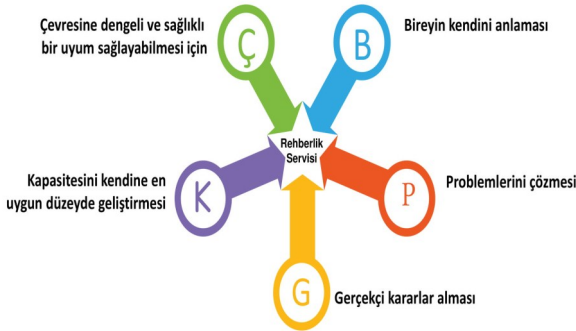 Çevresine dengeli ve sağlıklı
bir uyum sağlayabilmesi için
Ç
B
Bireyin kendini anlaması
Rehberlik
Servisi
Kapasitesini kendine en
uygun düzeyde geliştirmesi
K
P
Problemlerini çözmesi
G
Gerçekçi kararlar alması